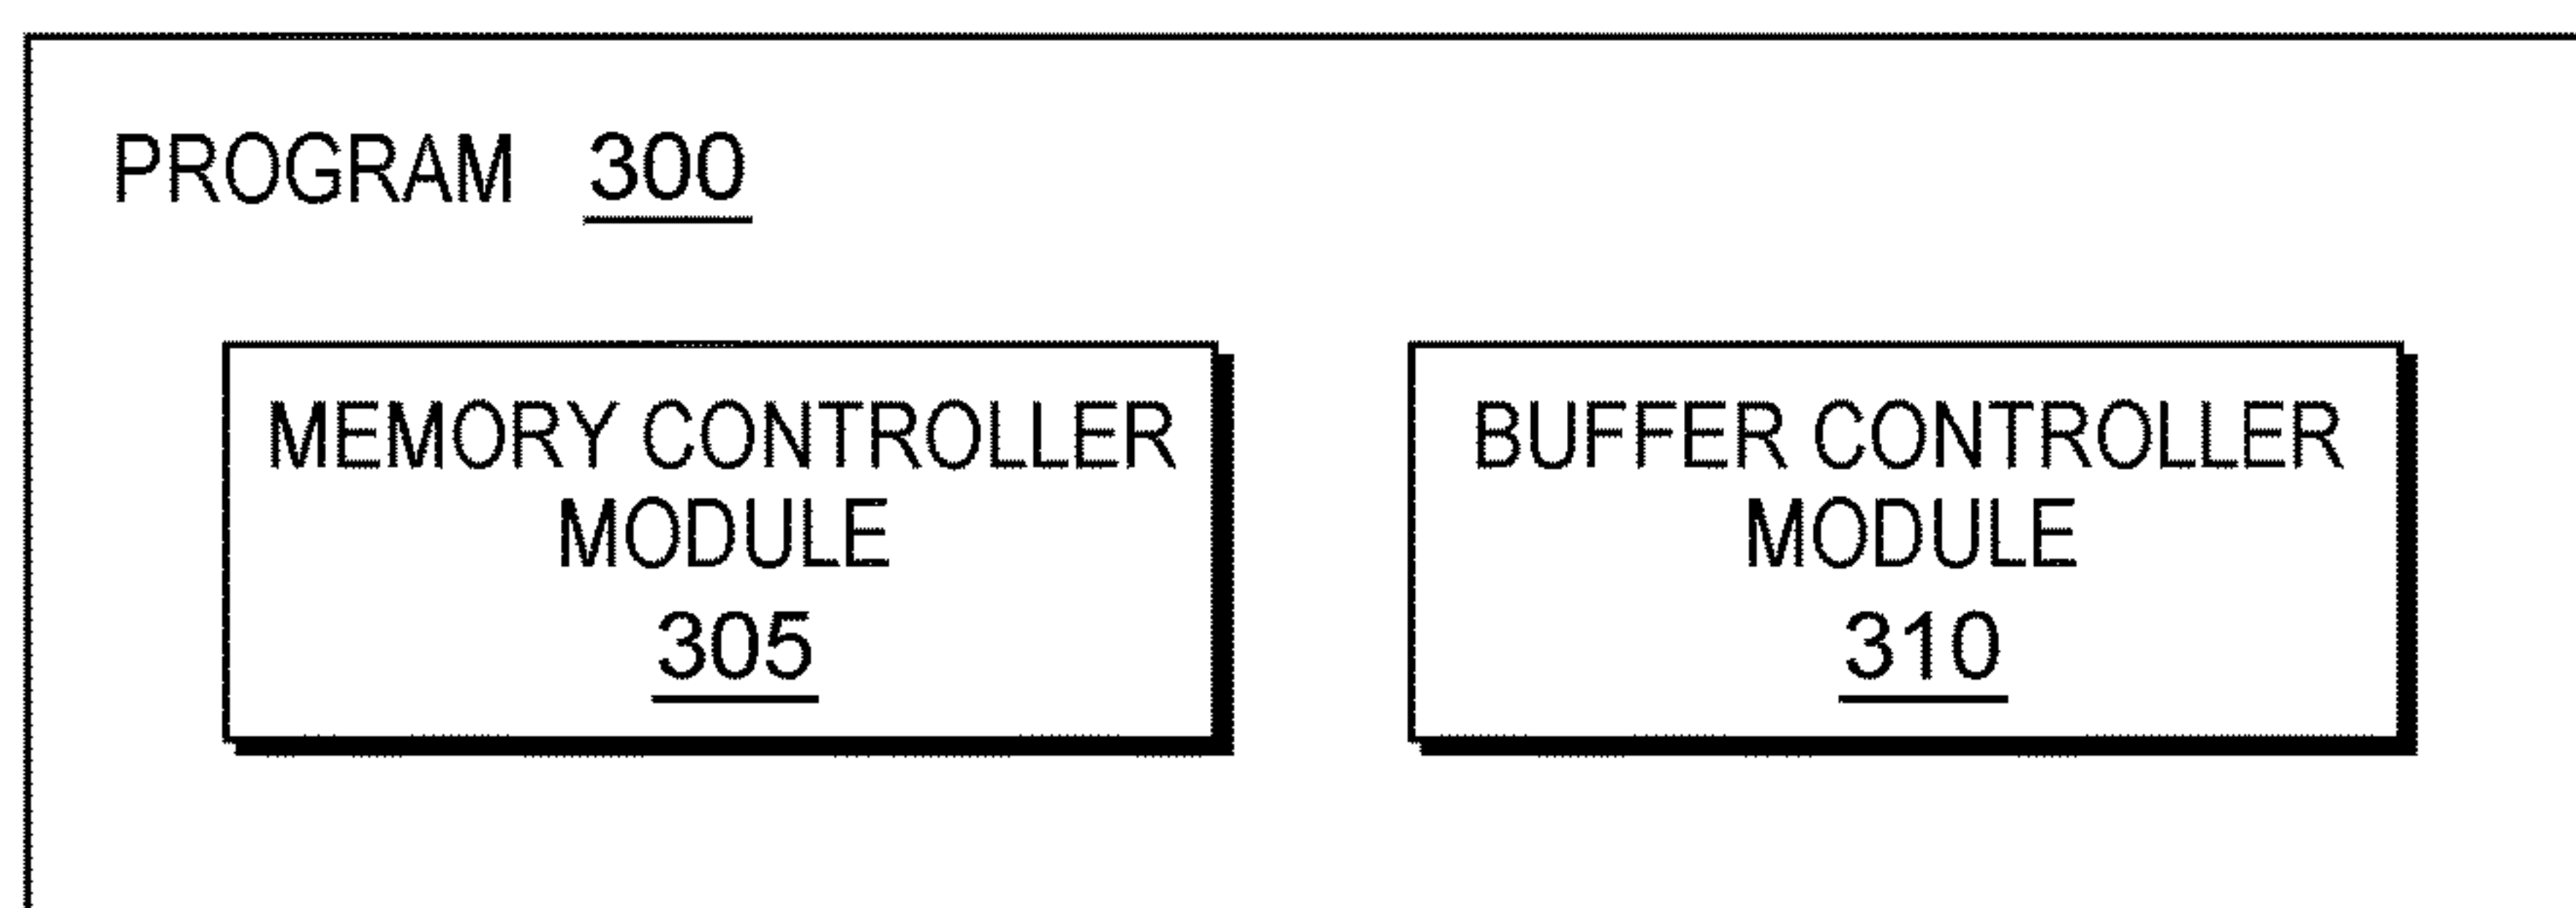 PROGRAM 300
MEMORY CONTROLLER
MODULE
305
BUFFER CONTROLLER
MODULE
310